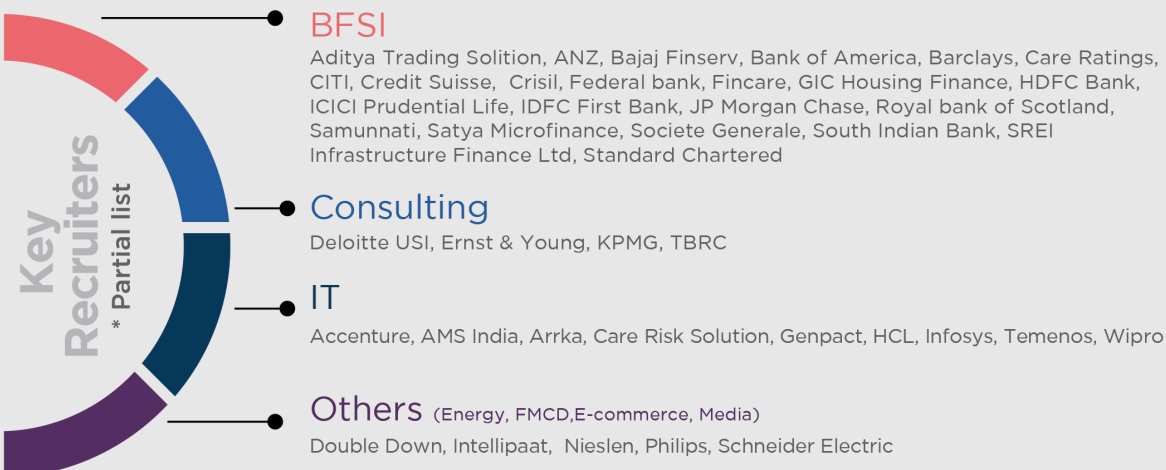 Key
Recruiters
* Partial list
BFSI
Aditya Trading Solition, ANZ, Bajaj Finserv, Bank of America, Barclays, Care Ratings,
CITI, Credit Suisse,  Crisil, Federal bank, Fincare, GIC Housing Finance, HDFC Bank,
ICICI Prudential Life, IDFC First Bank, JP Morgan Chase, Royal bank of Scotland,
Samunnati, Satya Microfinance, Societe Generale, South Indian Bank, SREI
Infrastructure Finance Ltd, Standard Chartered
Consulting
Deloitte USI, Ernst & Young, KPMG, TBRC
IT
Accenture, AMS India, Arrka, Care Risk Solution, Genpact, HCL, Infosys, Temenos, Wipro
Others (Energy, FMCD,E-commerce, Media)
Double Down, Intellipaat,  Nieslen, Philips, Schneider Electric